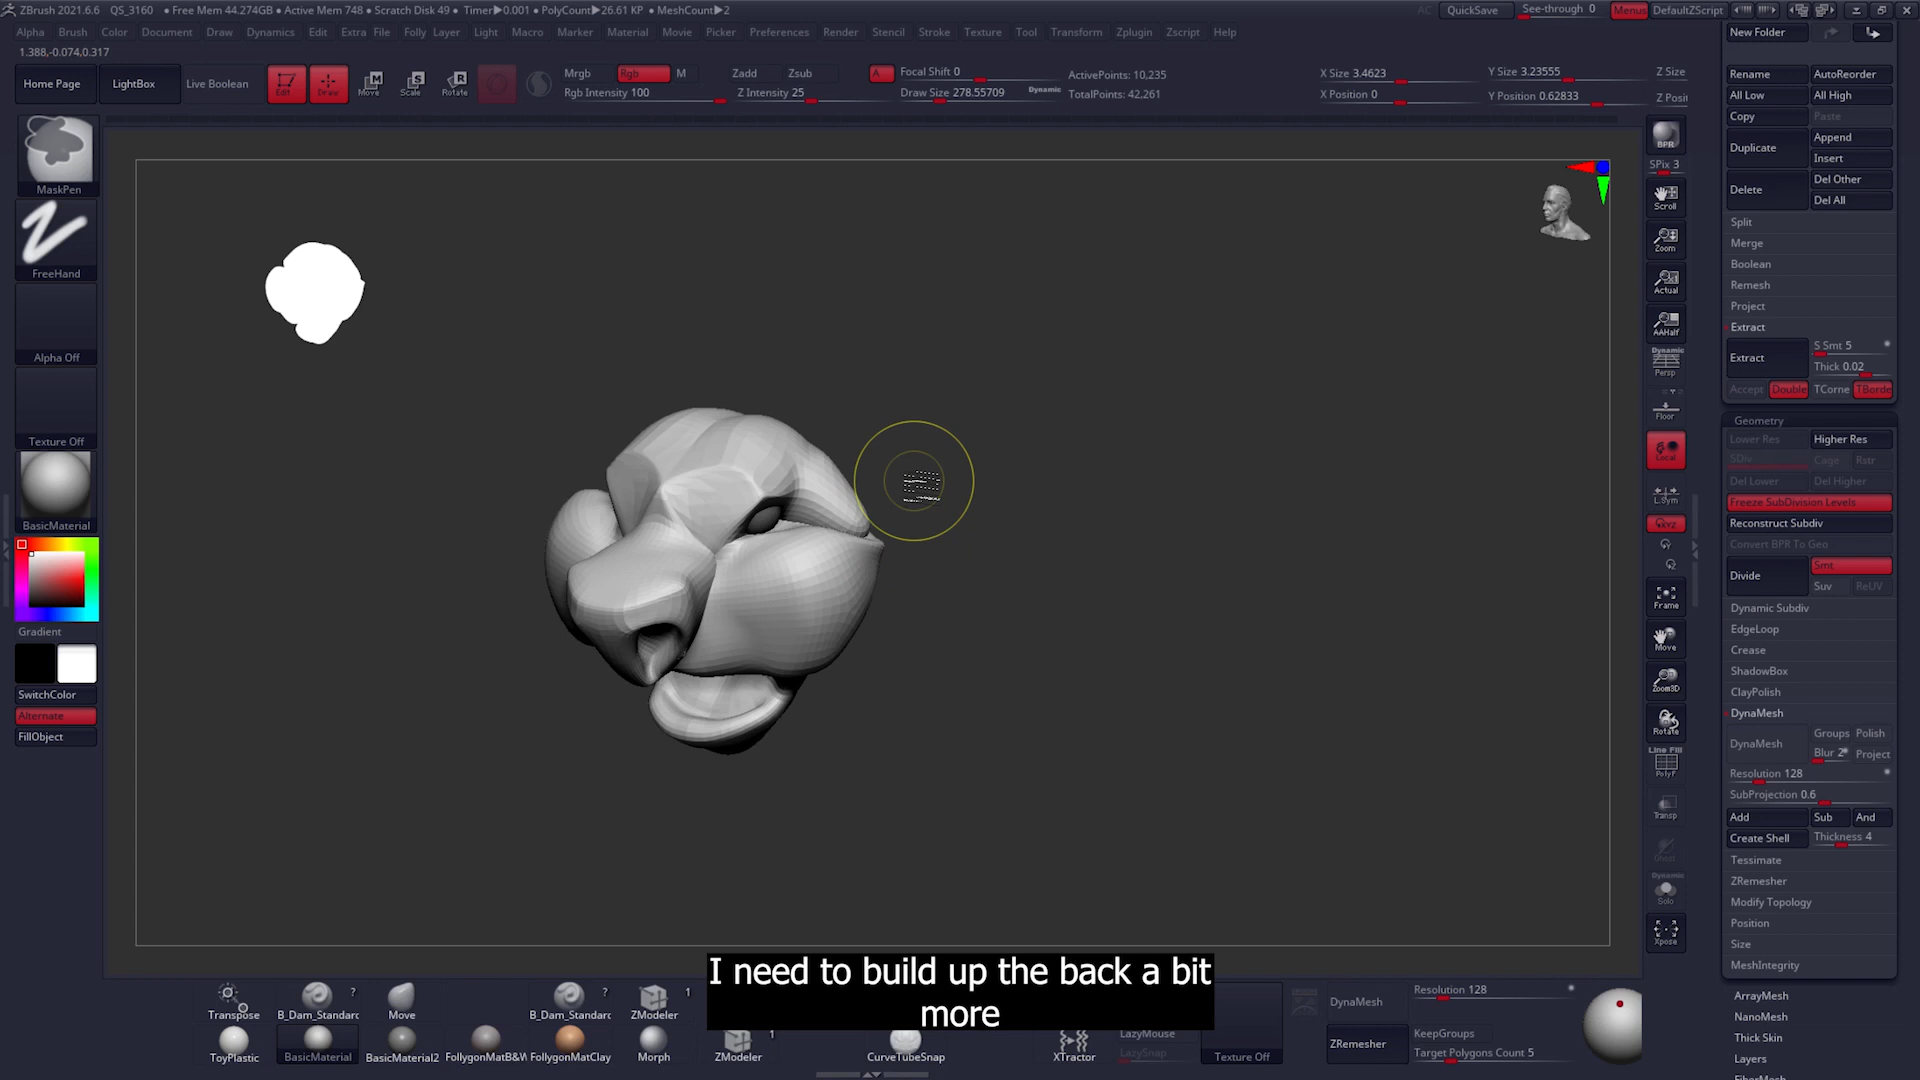 ZBrush 2021.6.6 QS_3160 • Free Mem 44.274GB • Active Mem 748 • Scratch Disk 49 • Timer▶0.001 • PolyCount▶26.61 KP • MeshCount▶2
AC QuickSave See-through 0 Menus DefaultZScript
Alpha Brush Color Document Draw Dynamics Edit Extra File Folly Layer Light Macro Marker Material Movie Picker Preferences Render Stencil Stroke Texture Tool Transform Zplugin Zscript Help
1.388,-0.074,0.317
Home Page LightBox Live Boolean Edit Draw Move Scale Rotate
Mrgb Rgb M Zadd Zsub A Focal Shift 0
Rgb Intensity 100 Z Intensity 25 Draw Size 278.55709 Dynamic
ActivePoints: 10,235
TotalPoints: 42,261
X Size 3.4623 Y Size 3.23555 Z Size
X Position 0 Y Position 0.62833 Z Posit
MaskPen
FreeHand
Alpha Off
Texture Off
BasicMaterial
Gradient
SwitchColor
Alternate
FillObject
BPR
SPix 3
Scroll
Zoom
Actual
AAHalf
Dynamic
Persp
Floor
Local
L.Sym
XYZ
Frame
Move
Zoom3D
Rotate
Line Fill
PolyF
Transp
Ghost
Dynamic
Solo
Xpose
New Folder
Rename AutoReorder
All Low All High
Copy Paste
Duplicate Append
Insert
Delete Del Other
Del All
Split
Merge
Boolean
Remesh
Project
Extract
Extract S Smt 5
Thick 0.02
Accept Double TCorne TBorde
Geometry
Lower Res Higher Res
SDiv Cage Rstr
Del Lower Del Higher
Freeze SubDivision Levels
Reconstruct Subdiv
Convert BPR To Geo
Divide Smt
Suv ReUV
Dynamic Subdiv
EdgeLoop
Crease
ShadowBox
ClayPolish
DynaMesh
DynaMesh Groups Polish
Blur 2 Project
Resolution 128
SubProjection 0.6
Add Sub And
Create Shell Thickness 4
Tessimate
ZRemesher
Modify Topology
Position
Size
MeshIntegrity
ArrayMesh
NanoMesh
Thick Skin
Layers
FiberMesh
I need to build up the back a bit
more
Transpose B_Dam_Standard ? Move B_Dam_Standard ? ZModeler 1
ToyPlastic BasicMaterial BasicMaterial2 FollygonMatB&W FollygonMatClay Morph ZModeler 1 CurveTubeSnap XTractor
LazyMouse
LazySnap
Texture Off
DynaMesh Resolution 128
ZRemesher KeepGroups
Target Polygons Count 5